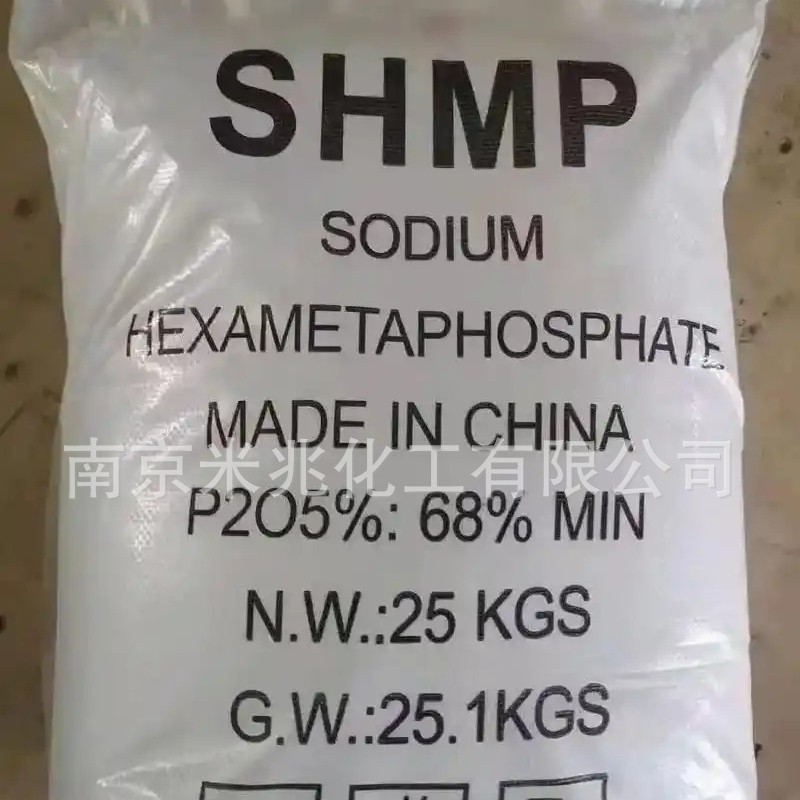 SHMP
SODIUM
HEXAMETAPHOSPHATE
MADE IN CHINA
南京米兆化工有限公司
P2O5%: 68% MIN
N.W.:25 KGS
G.W.:25.1KGS